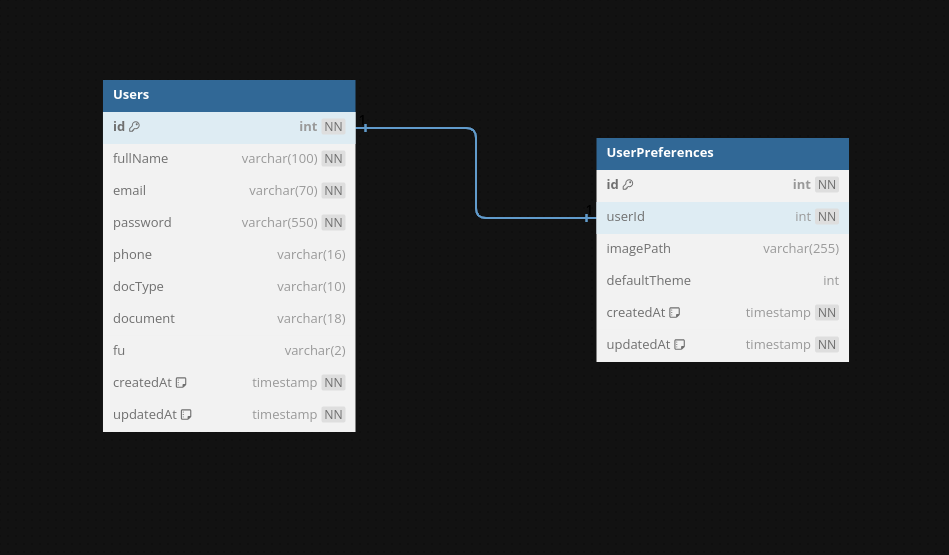 Users
id int NN
fullName varchar(100) NN
email varchar(70) NN
password varchar(550) NN
phone varchar(16)
docType varchar(10)
document varchar(18)
fu varchar(2)
createdAt timestamp NN
updatedAt timestamp NN
UserPreferences
id int NN
userId int NN
imagePath varchar(255)
defaultTheme int
createdAt timestamp NN
updatedAt timestamp NN